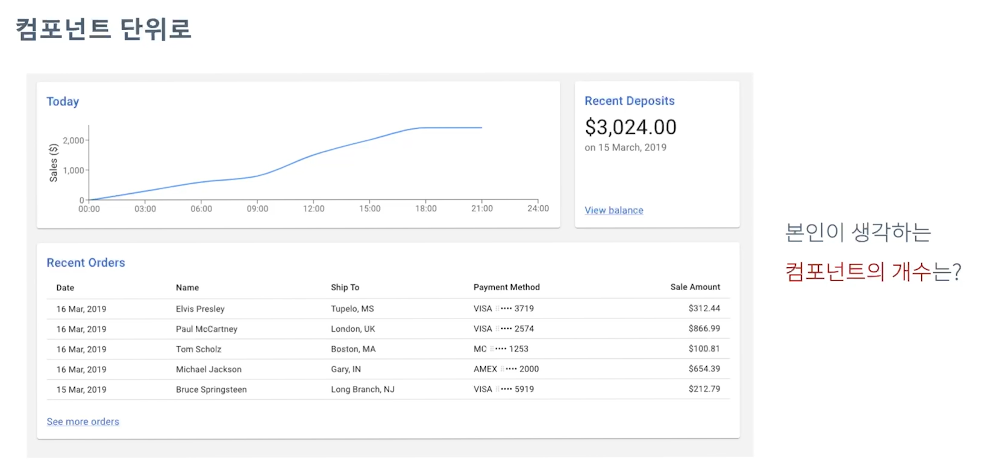 컴포넌트 단위로
Today
Sales ($)
2,000
1,000
0
00:00 03:00 06:00 09:00 12:00 15:00 18:00 21:00 24:00
Recent Deposits
$3,024.00
on 15 March, 2019
View balance
Recent Orders
Date Name Ship To Payment Method Sale Amount
16 Mar, 2019 Elvis Presley Tupelo, MS VISA ⠿•••• 3719 $312.44
16 Mar, 2019 Paul McCartney London, UK VISA ⠿•••• 2574 $866.99
16 Mar, 2019 Tom Scholz Boston, MA MC ⠿•••• 1253 $100.81
16 Mar, 2019 Michael Jackson Gary, IN AMEX ⠿•••• 2000 $654.39
15 Mar, 2019 Bruce Springsteen Long Branch, NJ VISA ⠿•••• 5919 $212.79
See more orders
본인이 생각하는
컴포넌트의 개수는?